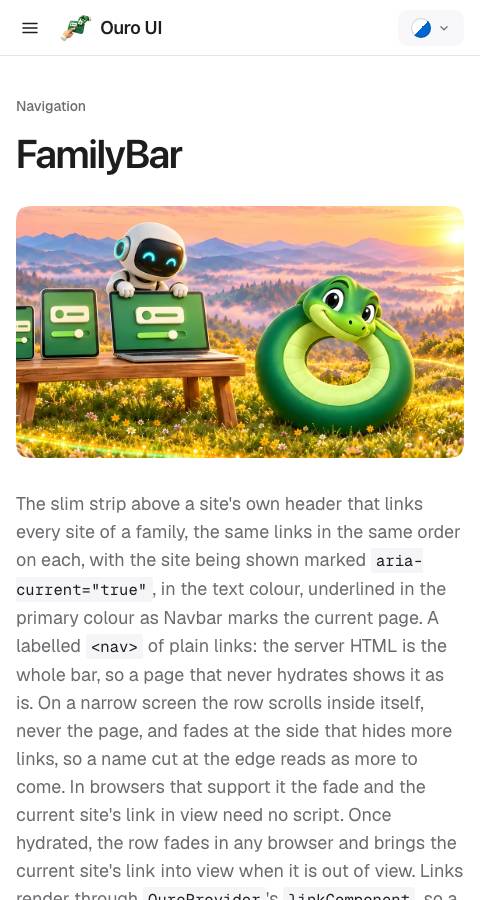 Ouro UI
Navigation
FamilyBar
The slim strip above a site's own header that links
every site of a family, the same links in the same order
on each, with the site being shown marked aria-
current="true" , in the text colour, underlined in the
primary colour as Navbar marks the current page. A
labelled <nav> of plain links: the server HTML is the
whole bar, so a page that never hydrates shows it as
is. On a narrow screen the row scrolls inside itself,
never the page, and fades at the side that hides more
links, so a name cut at the edge reads as more to
come. In browsers that support it the fade and the
current site's link in view need no script. Once
hydrated, the row fades in any browser and brings the
current site's link into view when it is out of view. Links
render through OuroProvider 's linkComponent , so a